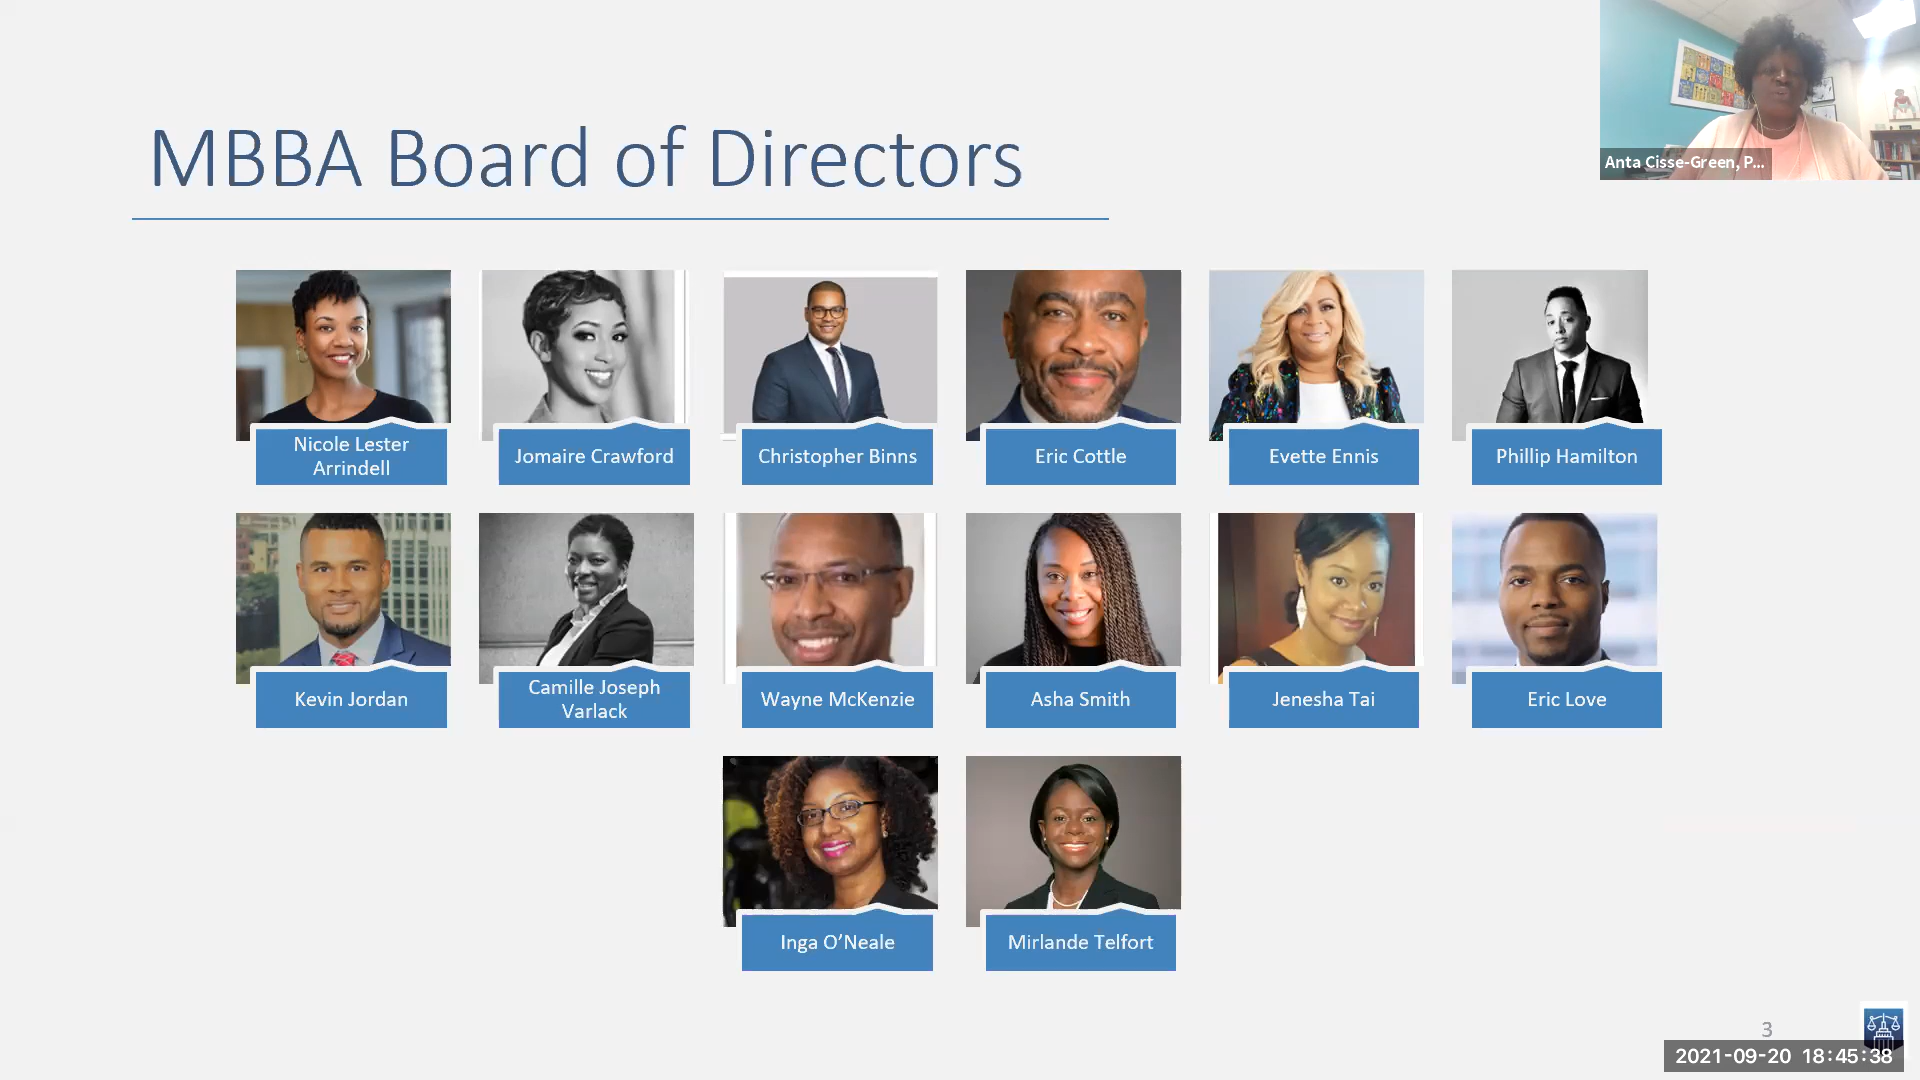 MBBA Board of Directors
Anta Cisse-Green, P...
Nicole Lester
Arrindell
Jomaire Crawford
Christopher Binns
Eric Cottle
Evette Ennis
Phillip Hamilton
Kevin Jordan
Camille Joseph
Varlack
Wayne McKenzie
Asha Smith
Jenesha Tai
Eric Love
Inga O’Neale
Mirlande Telfort
3
2021-09-20 18:45:38